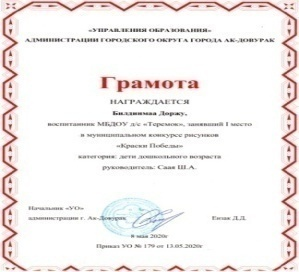 «УПРАВЛЕНИЯ ОБРАЗОВАНИЯ»
АДМИНИСТРАЦИИ ГОРОДСКОГО ОКРУГА ГОРОДА АК-ДОВУРАК
Грамота
НАГРАЖДАЕТСЯ
Билдиимаа Доржу,
воспитанник МБДОУ д/с «Теремок», занявший I место
в муниципальном конкурсе рисунков
«Краски Победы»
категория: дети дошкольного возраста
руководитель: Саая Ш.А.
Начальник «УО»
администрации г. Ак-Довурак Ензак Д.Д.
8 мая 2020г
Приказ УО № 179 от 13.05.2020г